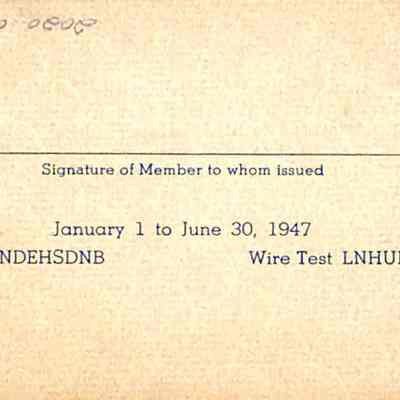 Signature of Member to whom issued
January 1 to June 30, 1947
NDEHSDNB Wire Test LNHUI